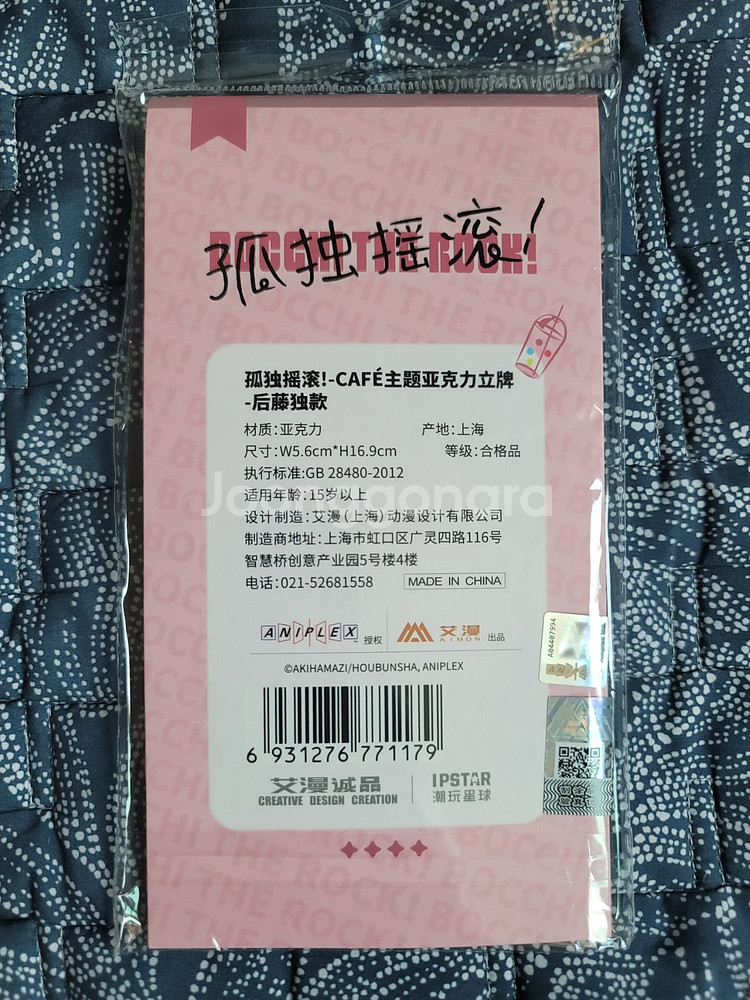 BOCCHI THE ROCK!
孤独摇滚!
孤独摇滚!-CAFÉ主题亚克力立牌
-后藤独款
材质:亚克力 产地:上海
尺寸:W5.6cm*H16.9cm 等级:合格品
执行标准:GB 28480-2012
适用年龄:15岁以上
Joonggonara
设计制造:艾漫(上海)动漫设计有限公司
制造商地址:上海市虹口区广灵四路116号
智慧桥创意产业园5号楼4楼
电话:021-52681558 MADE IN CHINA
ANIPLEX™ 授权 艾漫 AIMON 出品
A04407994
©AKIHAMAZI/HOUBUNSHA, ANIPLEX
6 931276 771179
艾漫诚品 IPSTAR
CREATIVE DESIGN CREATION 潮玩星球